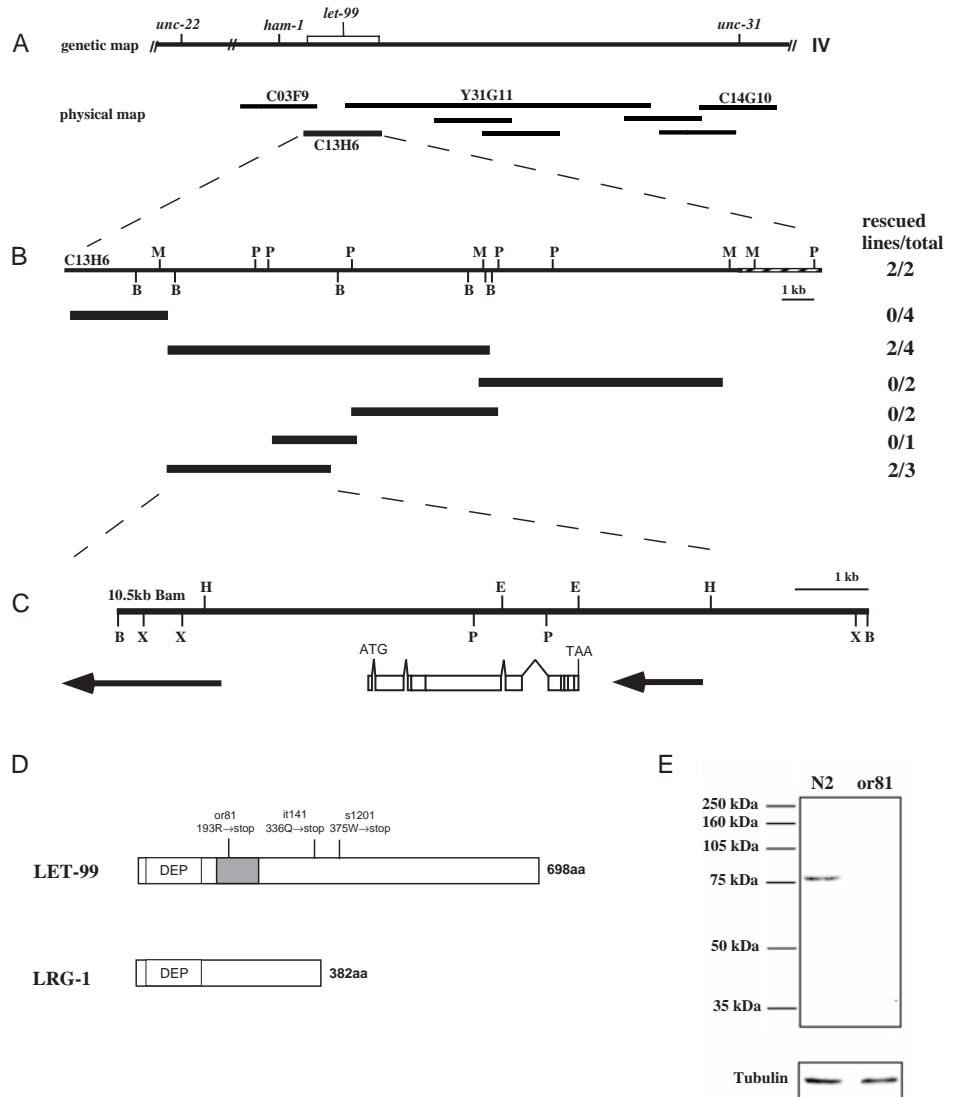 A
genetic map
unc-22
ham-1
let-99
unc-31
IV
physical map
C03F9
Y31G11
C14G10
C13H6
rescued
lines/total
B
C13H6
M P P P M P P M M P
B B B B B
1 kb
2/2
0/4
2/4
0/2
0/2
0/1
2/3
C
10.5kb Bam
H E E H
1 kb
B X X P P X B
ATG
TAA
D
or81
193R→stop
it141
336Q→stop
s1201
375W→stop
LET-99
DEP
698aa
LRG-1
DEP
382aa
E
N2 or81
250 kDa
160 kDa
105 kDa
75 kDa
50 kDa
35 kDa
Tubulin